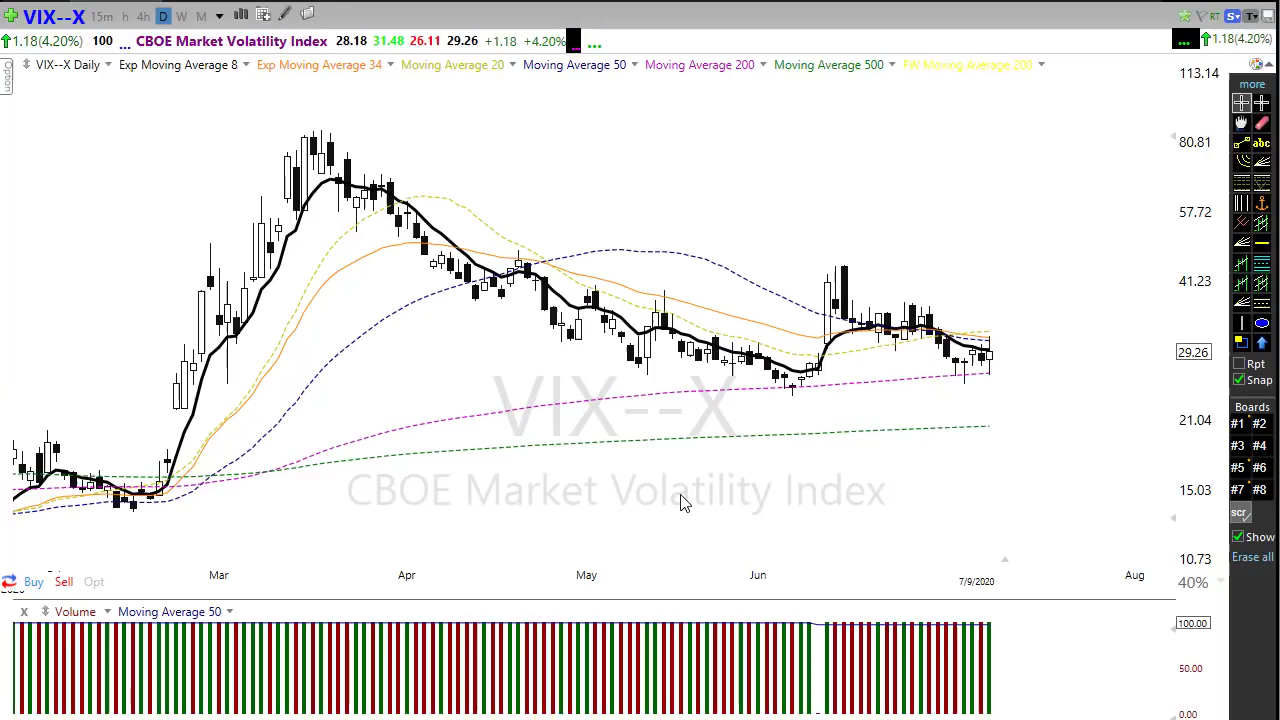 VIX--X 15m h 4h D W M RT S T
1.18(4.20%) 100 ... CBOE Market Volatility Index 28.18 31.48 26.11 29.26 +1.18 +4.20% ... ... 1.18(4.20%)
Option
VIX--X Daily Exp Moving Average 8 Exp Moving Average 34 Moving Average 20 Moving Average 50 Moving Average 200 Moving Average 500 FW Moving Average 200
113.14
80.81
57.72
41.23
29.26
21.04
15.03
10.73
VIX--X
CBOE Market Volatility Index
more
abc
Rpt
Snap
Boards
#1 #2
#3 #4
#5 #6
#7 #8
scr
Show
Erase all
Mar Apr May Jun 7/9/2020 Aug
Buy Sell Opt 40%
x Volume Moving Average 50
100.00
50.00
0.00